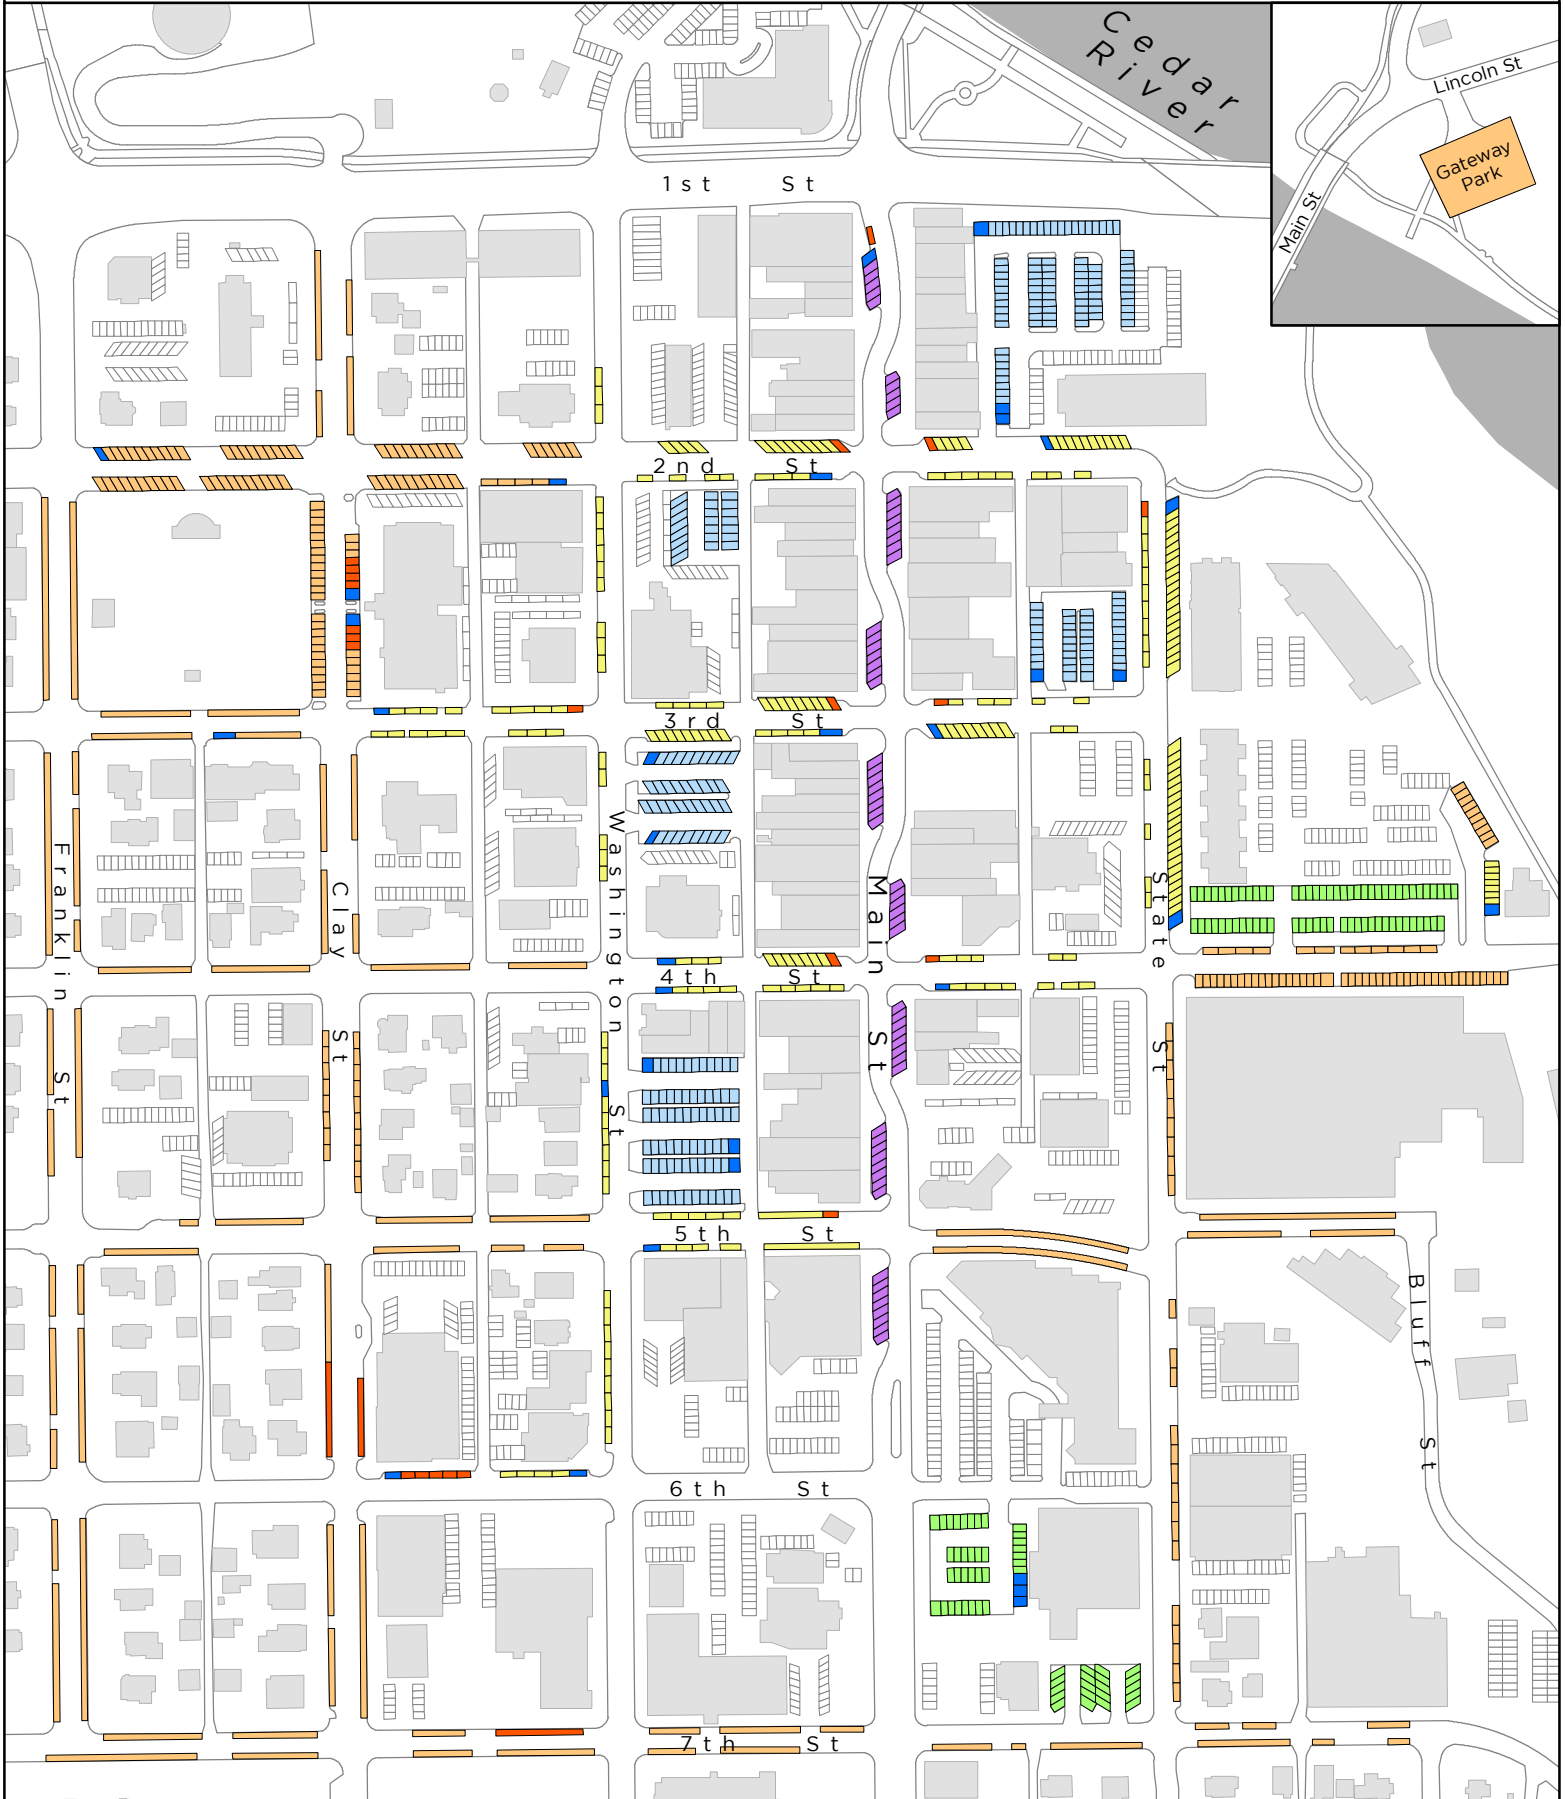 Cedar
River
Lincoln St
Gateway
Park
Main St
1st St
2nd St
3rd St
4th St
5th St
6th St
7th St
Franklin St
Clay St
Washington St
Main St
State St
Bluff St